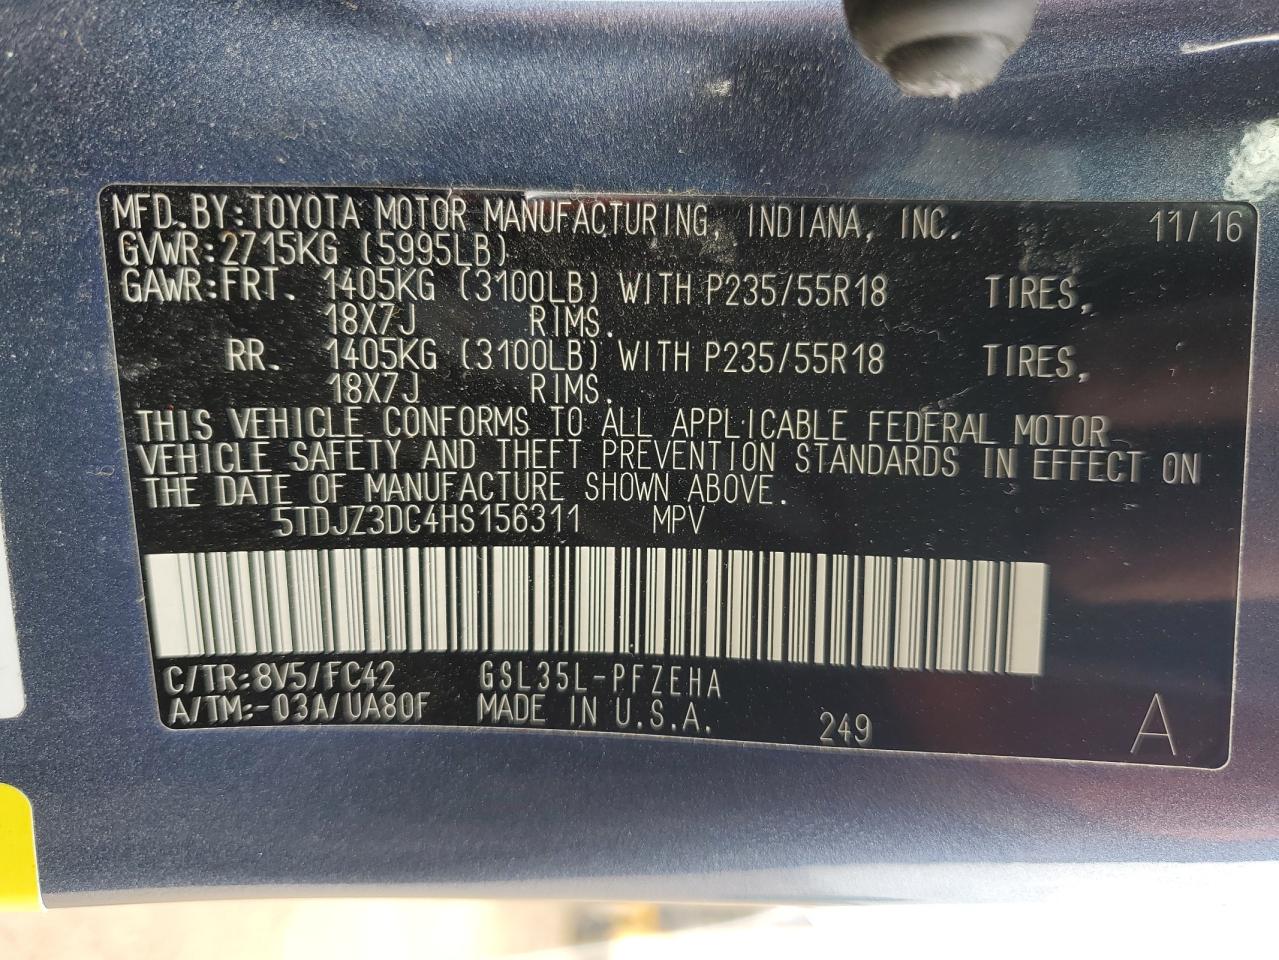 MFD. BY: TOYOTA MOTOR MANUFACTURING, INDIANA, INC. 11/16
GVWR: 2715KG (5995LB)
GAWR: FRT. 1405KG (3100LB) WITH P235/55R18 TIRES,
18X7J RIMS.
RR. 1405KG (3100LB) WITH P235/55R18 TIRES,
18X7J RIMS.
THIS VEHICLE CONFORMS TO ALL APPLICABLE FEDERAL MOTOR
VEHICLE SAFETY AND THEFT PREVENTION STANDARDS IN EFFECT ON
THE DATE OF MANUFACTURE SHOWN ABOVE.
5TDJZ3DC4HS156311 MPV
C/TR: 8V5/FC42 GSL35L-PFZEHA
A/TM: -03A/UA80F MADE IN U.S.A. 249 A